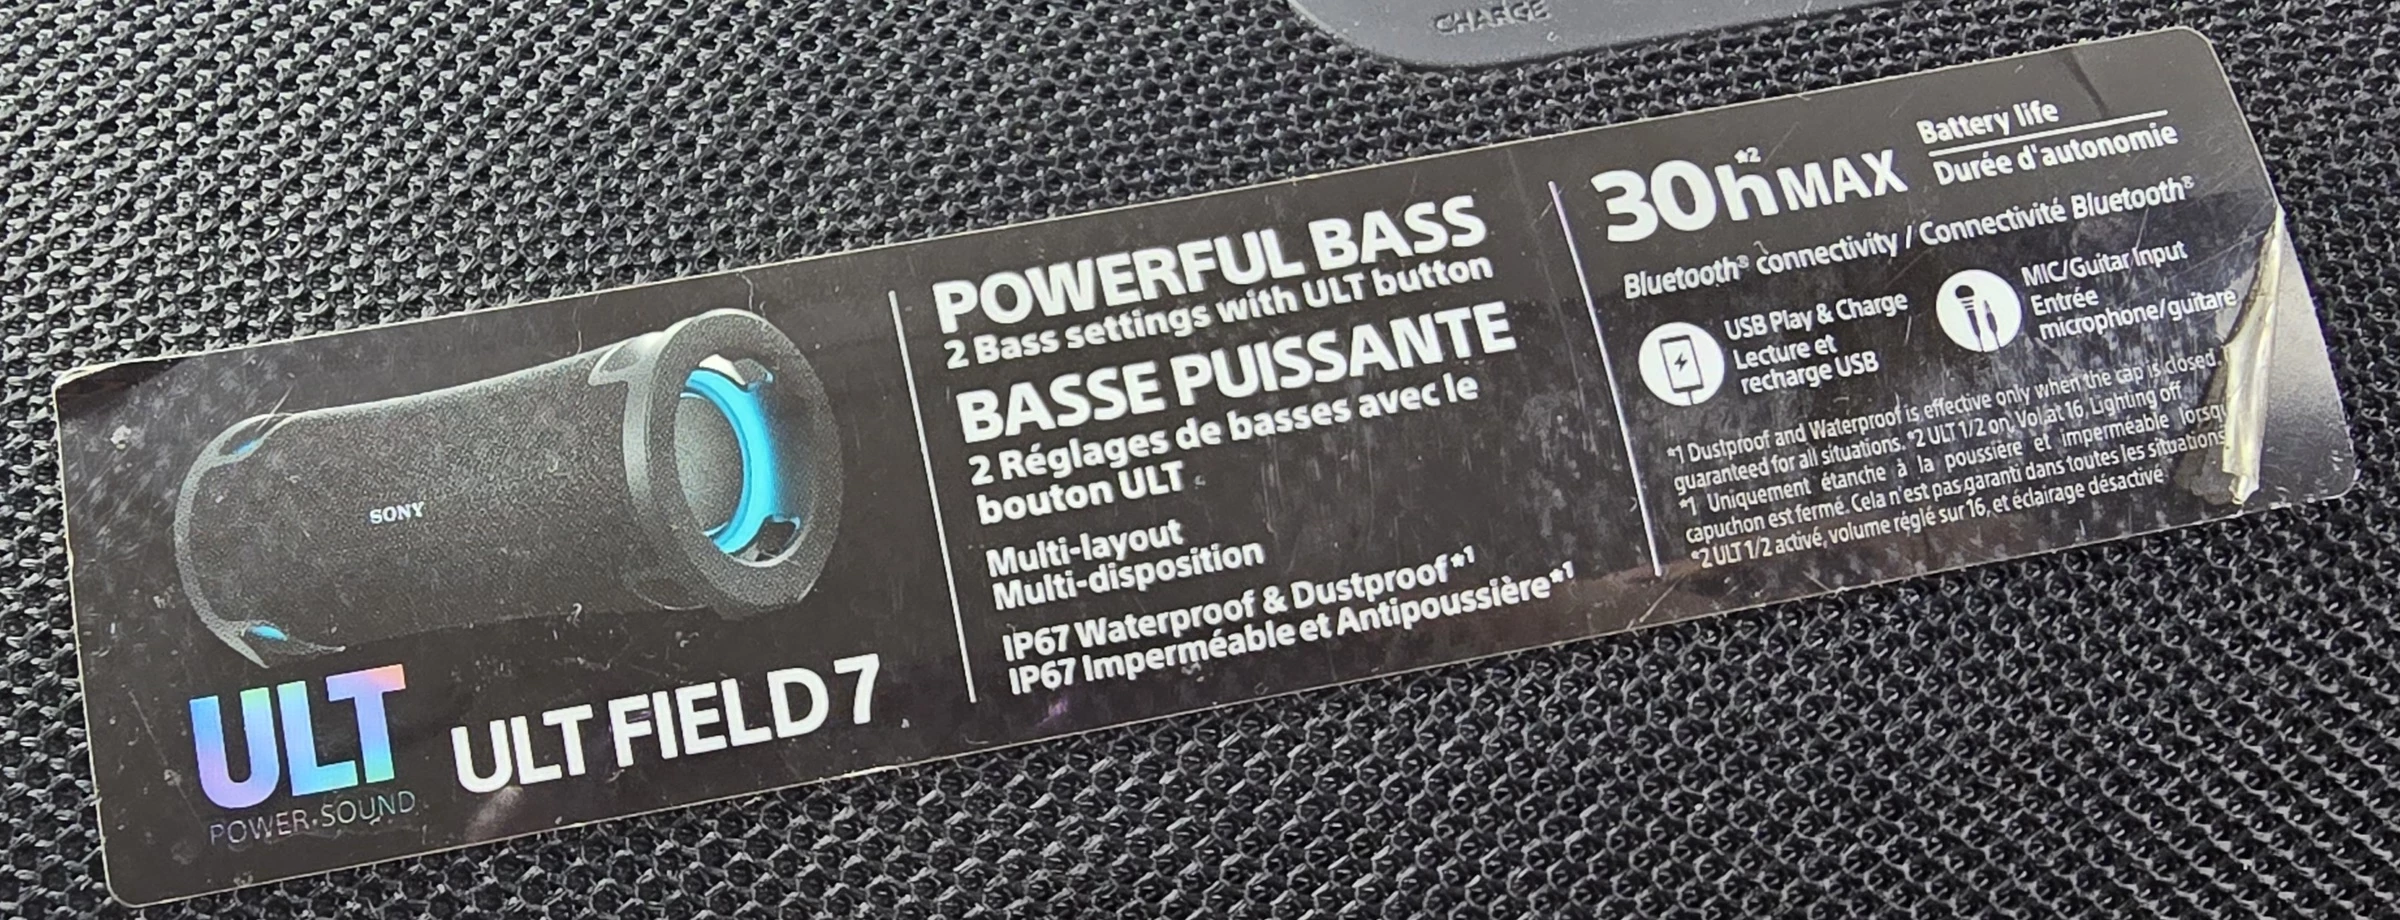 CHARGE
SONY
ULT
POWER SOUND
ULT FIELD 7
POWERFUL BASS
2 Bass settings with ULT button
BASSE PUISSANTE
2 Réglages de basses avec le
bouton ULT
Multi-layout
Multi-disposition
IP67 Waterproof & Dustproof*1
IP67 Imperméable et Antipoussière*1
30h*2 MAX
Battery life
Durée d'autonomie
Bluetooth® connectivity / Connectivité Bluetooth®
USB Play & Charge
Lecture et
recharge USB
MIC/Guitar Input
Entrée
microphone/guitare
*1 Dustproof and Waterproof is effective only when the cap is closed.
guaranteed for all situations. *2 ULT 1/2 on, Vol.at 16, Lighting off
*1 Uniquement étanche à la poussière et imperméable lorsqu
capuchon est fermé. Cela n'est pas garanti dans toutes les situations
*2 ULT 1/2 activé, volume réglé sur 16, et éclairage désactivé